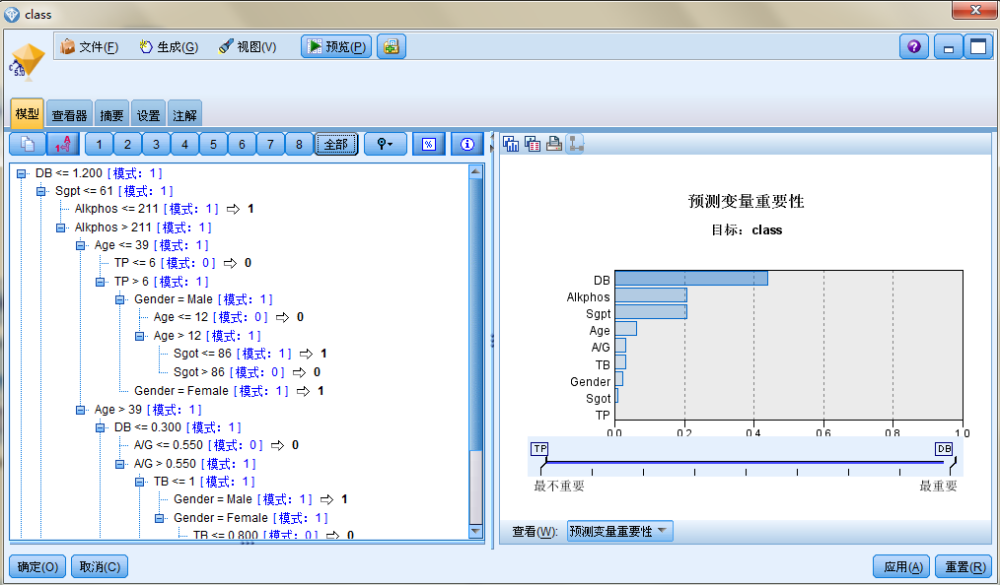 class
文件(F) 生成(G) 视图(V) 预览(P)
5.0
模型 查看器 摘要 设置 注解
1 2 3 4 5 6 7 8 全部 %
DB <= 1.200 [模式: 1]
Sgpt <= 61 [模式: 1]
Alkphos <= 211 [模式: 1] ⇨ 1
Alkphos > 211 [模式: 1]
Age <= 39 [模式: 1]
TP <= 6 [模式: 0] ⇨ 0
TP > 6 [模式: 1]
Gender = Male [模式: 1]
Age <= 12 [模式: 0] ⇨ 0
Age > 12 [模式: 1]
Sgot <= 86 [模式: 1] ⇨ 1
Sgot > 86 [模式: 0] ⇨ 0
Gender = Female [模式: 1] ⇨ 1
Age > 39 [模式: 1]
DB <= 0.300 [模式: 1]
A/G <= 0.550 [模式: 0] ⇨ 0
A/G > 0.550 [模式: 1]
TB <= 1 [模式: 1]
Gender = Male [模式: 1] ⇨ 1
Gender = Female [模式: 1]
TB <= 0.800 [模式: 0] ⇨ 0
预测变量重要性
目标: class
DB
Alkphos
Sgpt
Age
A/G
TB
Gender
Sgot
TP
0.0 0.2 0.4 0.6 0.8 1.0
TP DB
最不重要 最重要
查看(W): 预测变量重要性
确定(O) 取消(C) 应用(A) 重置(R)